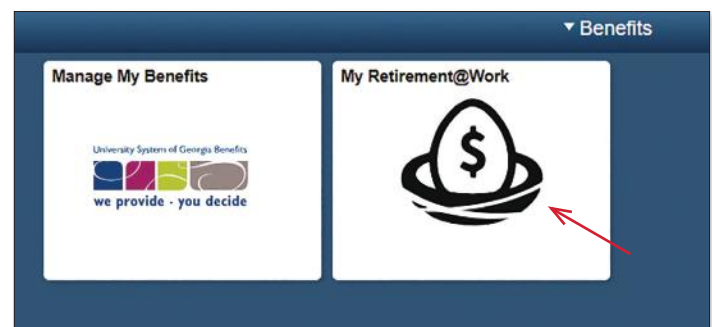 Benefits
Manage My Benefits
My Retirement@Work
University System of Georgia Benefits
we provide - you decide
$